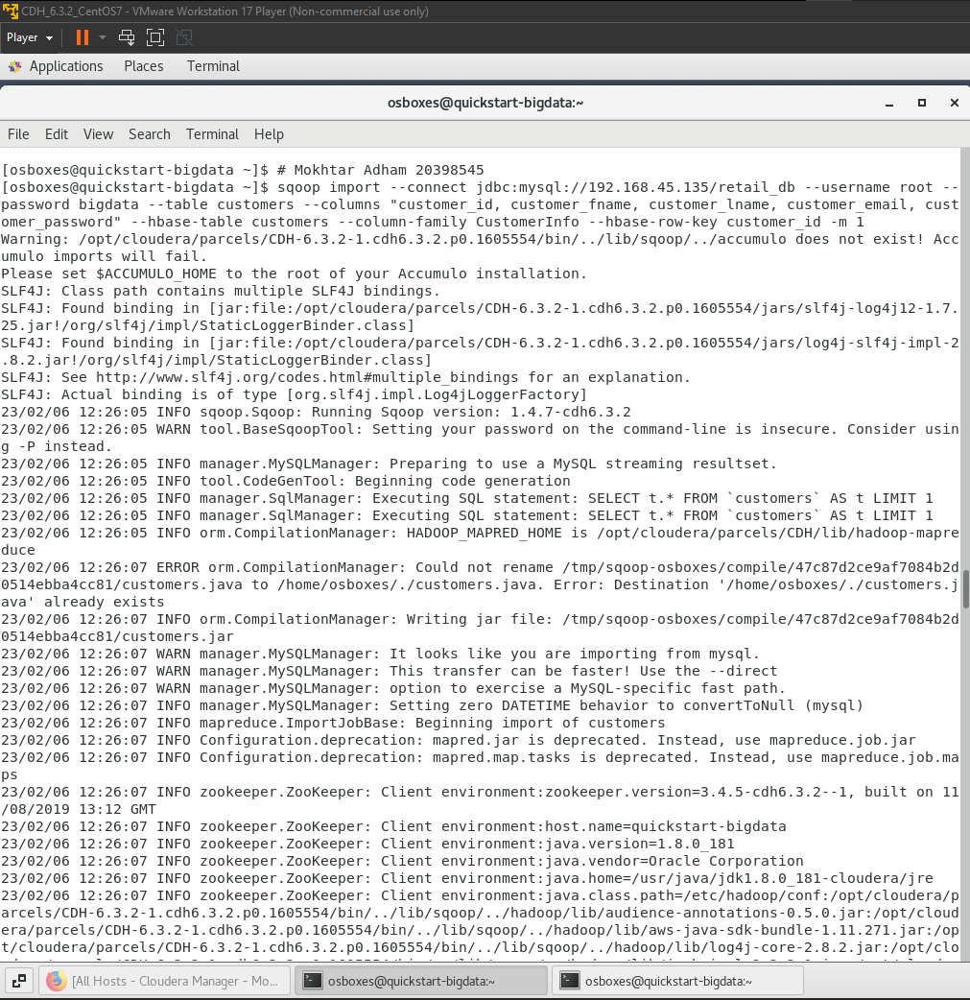 CDH_6.3.2_CentOS7 - VMware Workstation 17 Player (Non-commercial use only)
Player
Applications Places Terminal
osboxes@quickstart-bigdata:~
File Edit View Search Terminal Help
[osboxes@quickstart-bigdata ~]$ # Mokhtar Adham 20398545
[osboxes@quickstart-bigdata ~]$ sqoop import --connect jdbc:mysql://192.168.45.135/retail_db --username root --
password bigdata --table customers --columns "customer_id, customer_fname, customer_lname, customer_email, cust
omer_password" --hbase-table customers --column-family CustomerInfo --hbase-row-key customer_id -m 1
Warning: /opt/cloudera/parcels/CDH-6.3.2-1.cdh6.3.2.p0.1605554/bin/../lib/sqoop/../accumulo does not exist! Acc
umulo imports will fail.
Please set $ACCUMULO_HOME to the root of your Accumulo installation.
SLF4J: Class path contains multiple SLF4J bindings.
SLF4J: Found binding in [jar:file:/opt/cloudera/parcels/CDH-6.3.2-1.cdh6.3.2.p0.1605554/jars/slf4j-log4j12-1.7.
25.jar!/org/slf4j/impl/StaticLoggerBinder.class]
SLF4J: Found binding in [jar:file:/opt/cloudera/parcels/CDH-6.3.2-1.cdh6.3.2.p0.1605554/jars/log4j-slf4j-impl-2
.8.2.jar!/org/slf4j/impl/StaticLoggerBinder.class]
SLF4J: See http://www.slf4j.org/codes.html#multiple_bindings for an explanation.
SLF4J: Actual binding is of type [org.slf4j.impl.Log4jLoggerFactory]
23/02/06 12:26:05 INFO sqoop.Sqoop: Running Sqoop version: 1.4.7-cdh6.3.2
23/02/06 12:26:05 WARN tool.BaseSqoopTool: Setting your password on the command-line is insecure. Consider usin
g -P instead.
23/02/06 12:26:05 INFO manager.MySQLManager: Preparing to use a MySQL streaming resultset.
23/02/06 12:26:05 INFO tool.CodeGenTool: Beginning code generation
23/02/06 12:26:05 INFO manager.SqlManager: Executing SQL statement: SELECT t.* FROM `customers` AS t LIMIT 1
23/02/06 12:26:05 INFO manager.SqlManager: Executing SQL statement: SELECT t.* FROM `customers` AS t LIMIT 1
23/02/06 12:26:05 INFO orm.CompilationManager: HADOOP_MAPRED_HOME is /opt/cloudera/parcels/CDH/lib/hadoop-mapre
duce
23/02/06 12:26:07 ERROR orm.CompilationManager: Could not rename /tmp/sqoop-osboxes/compile/47c87d2ce9af7084b2d
0514ebba4cc81/customers.java to /home/osboxes/./customers.java. Error: Destination '/home/osboxes/./customers.j
ava' already exists
23/02/06 12:26:07 INFO orm.CompilationManager: Writing jar file: /tmp/sqoop-osboxes/compile/47c87d2ce9af7084b2d
0514ebba4cc81/customers.jar
23/02/06 12:26:07 WARN manager.MySQLManager: It looks like you are importing from mysql.
23/02/06 12:26:07 WARN manager.MySQLManager: This transfer can be faster! Use the --direct
23/02/06 12:26:07 WARN manager.MySQLManager: option to exercise a MySQL-specific fast path.
23/02/06 12:26:07 INFO manager.MySQLManager: Setting zero DATETIME behavior to convertToNull (mysql)
23/02/06 12:26:07 INFO mapreduce.ImportJobBase: Beginning import of customers
23/02/06 12:26:07 INFO Configuration.deprecation: mapred.jar is deprecated. Instead, use mapreduce.job.jar
23/02/06 12:26:07 INFO Configuration.deprecation: mapred.map.tasks is deprecated. Instead, use mapreduce.job.ma
ps
23/02/06 12:26:07 INFO zookeeper.ZooKeeper: Client environment:zookeeper.version=3.4.5-cdh6.3.2--1, built on 11
/08/2019 13:12 GMT
23/02/06 12:26:07 INFO zookeeper.ZooKeeper: Client environment:host.name=quickstart-bigdata
23/02/06 12:26:07 INFO zookeeper.ZooKeeper: Client environment:java.version=1.8.0_181
23/02/06 12:26:07 INFO zookeeper.ZooKeeper: Client environment:java.vendor=Oracle Corporation
23/02/06 12:26:07 INFO zookeeper.ZooKeeper: Client environment:java.home=/usr/java/jdk1.8.0_181-cloudera/jre
23/02/06 12:26:07 INFO zookeeper.ZooKeeper: Client environment:java.class.path=/etc/hadoop/conf:/opt/cloudera/p
arcels/CDH-6.3.2-1.cdh6.3.2.p0.1605554/bin/../lib/sqoop/../hadoop/lib/audience-annotations-0.5.0.jar:/opt/cloud
era/parcels/CDH-6.3.2-1.cdh6.3.2.p0.1605554/bin/../lib/sqoop/../hadoop/lib/aws-java-sdk-bundle-1.11.271.jar:/op
t/cloudera/parcels/CDH-6.3.2-1.cdh6.3.2.p0.1605554/bin/../lib/sqoop/../hadoop/lib/log4j-core-2.8.2.jar:/opt/clo
[All Hosts - Cloudera Manager - Mo... osboxes@quickstart-bigdata:~ osboxes@quickstart-bigdata:~